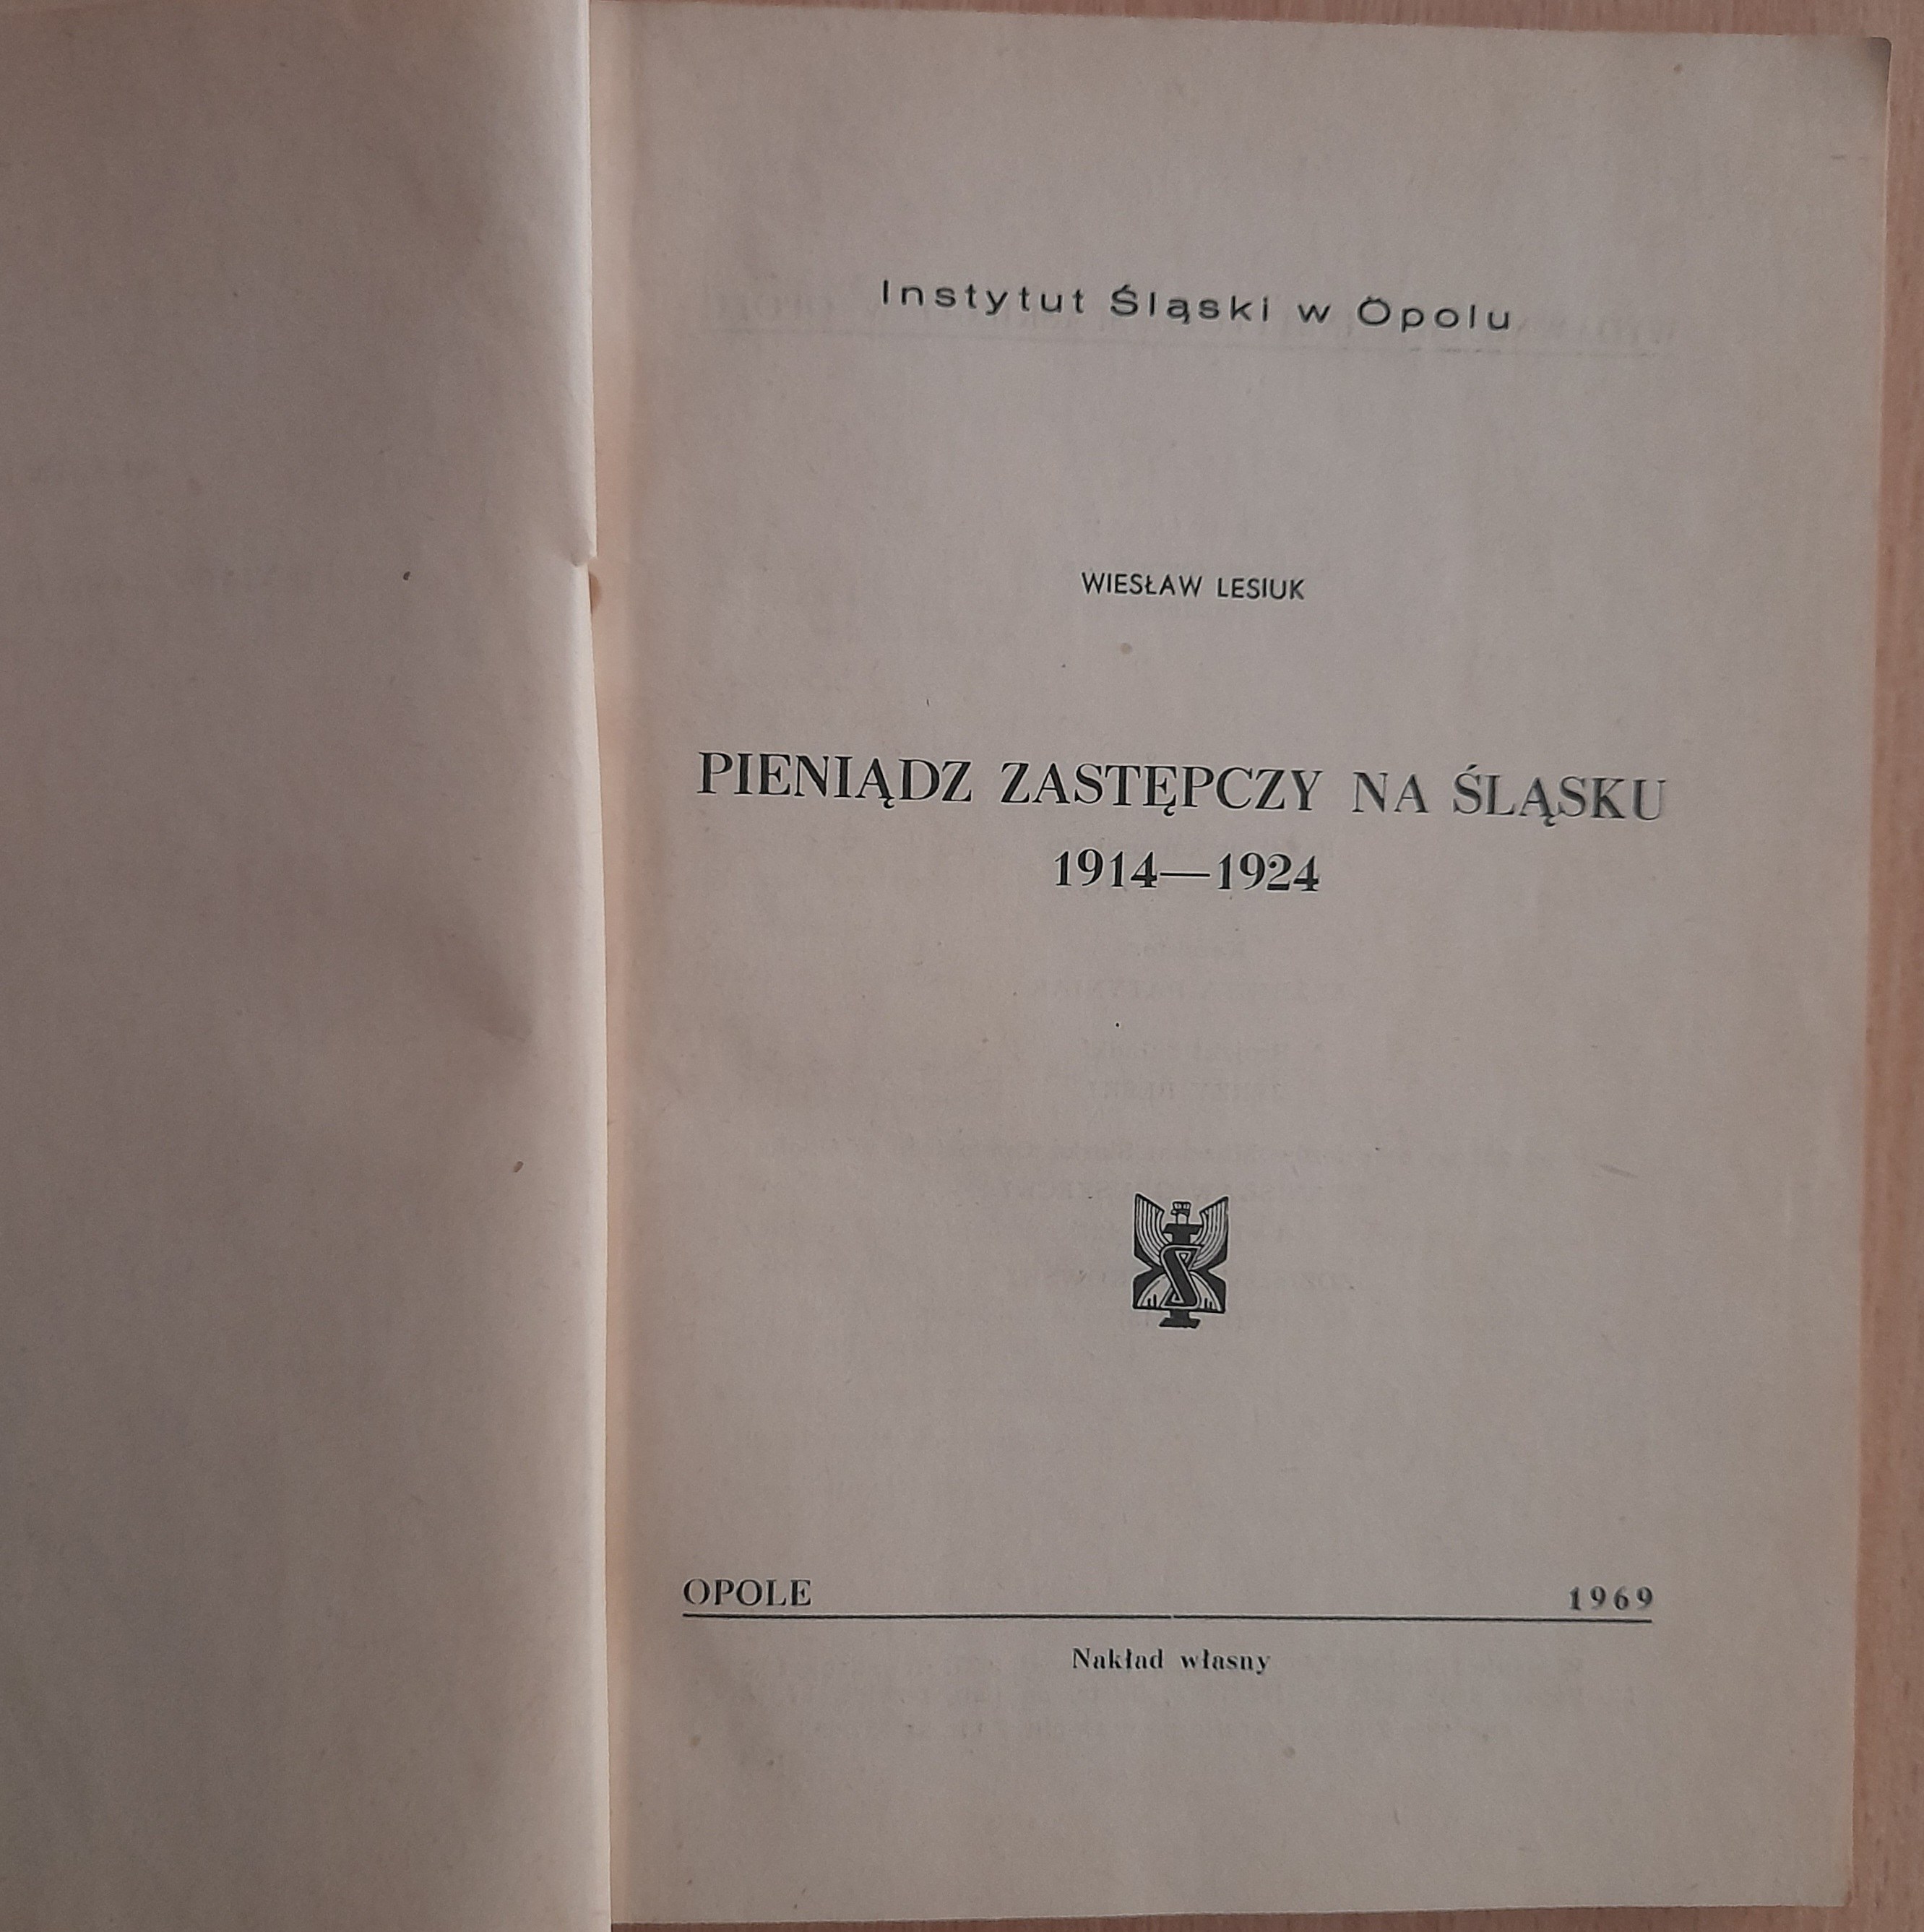 Instytut Śląski w Opolu
WIESŁAW LESIUK
PIENIĄDZ ZASTĘPCZY NA ŚLĄSKU
1914—1924
OPOLE 1969
Nakład własny